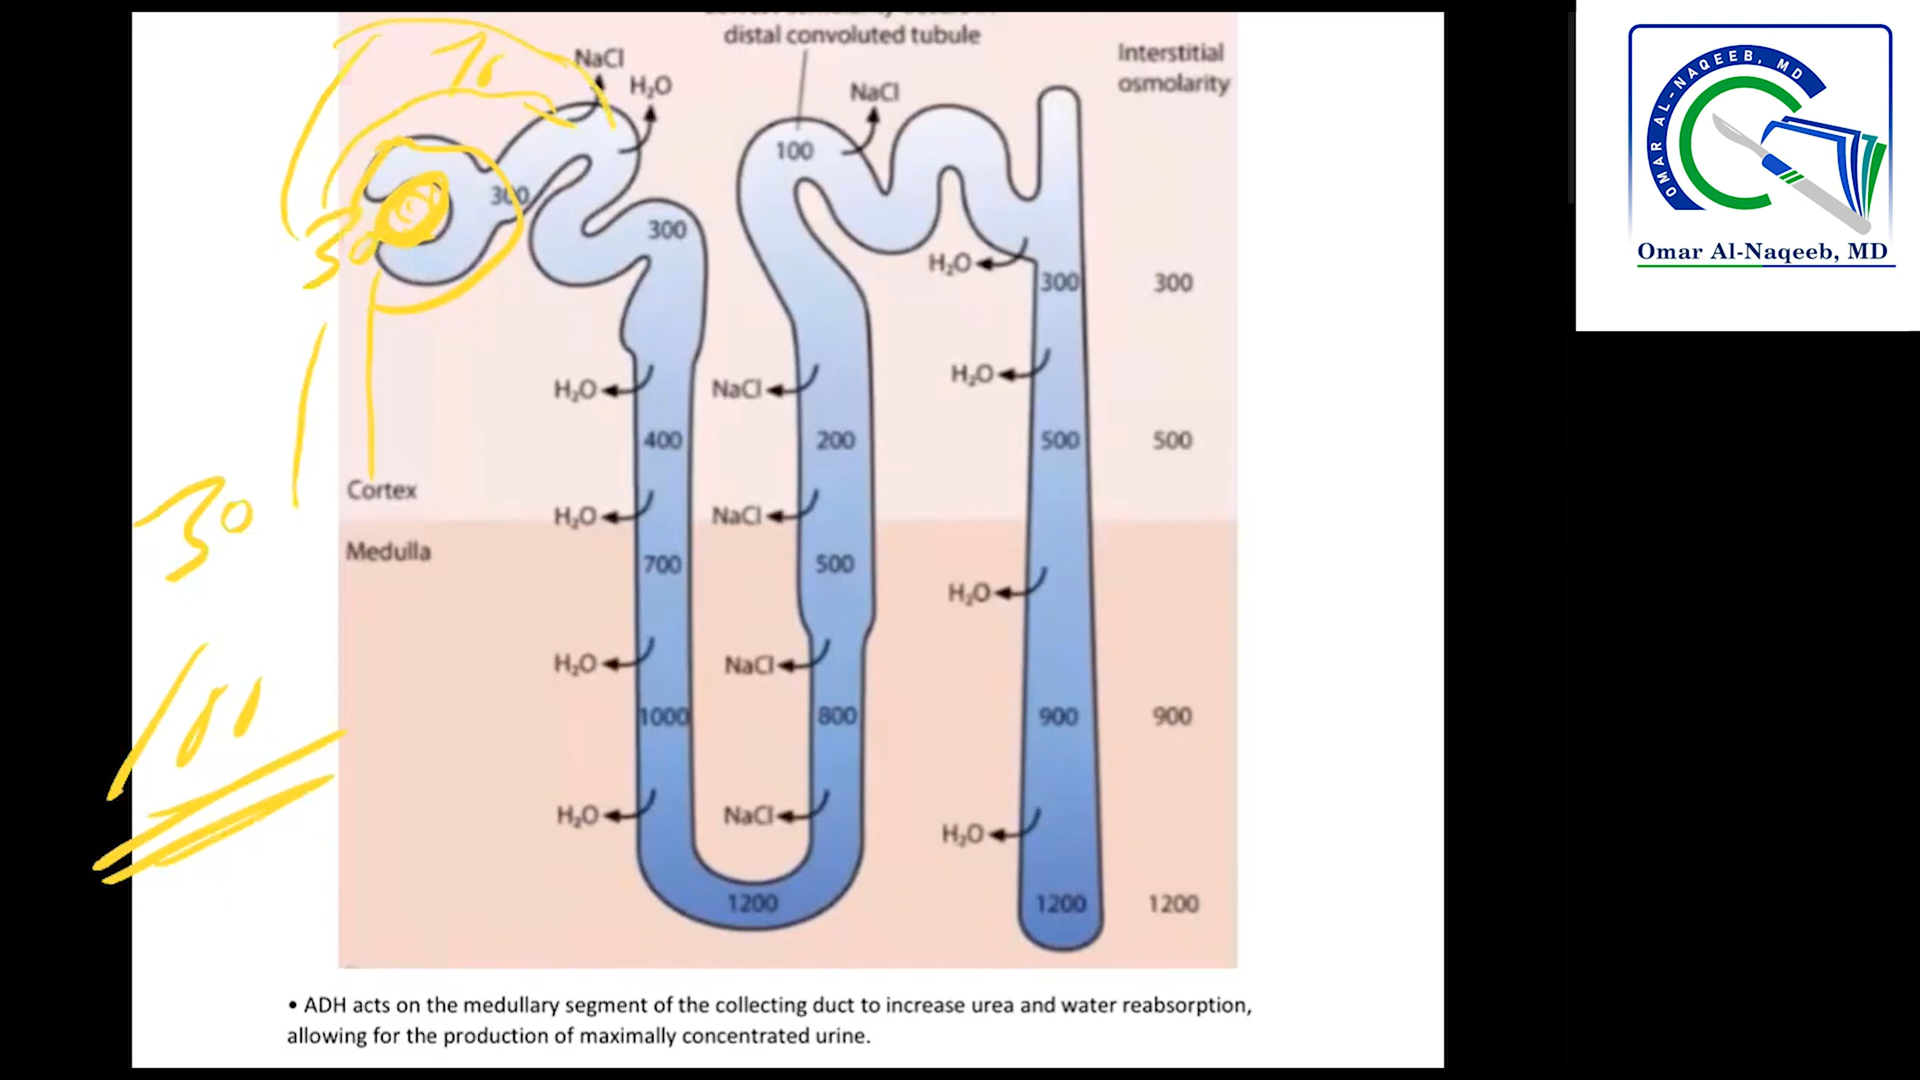 distal convoluted tubule
Interstitial
osmolarity
NaCl
H₂O
NaCl
100
300
300
H₂O
300
300
H₂O
H₂O
NaCl
400
200
500
500
Cortex
H₂O
NaCl
Medulla
700
500
H₂O
H₂O
NaCl
1000
800
900
900
H₂O
NaCl
H₂O
1200
1200
1200
30
100
70
30
• ADH acts on the medullary segment of the collecting duct to increase urea and water reabsorption,
allowing for the production of maximally concentrated urine.
OMAR AL-NAQEEB, MD
Omar Al-Naqeeb, MD